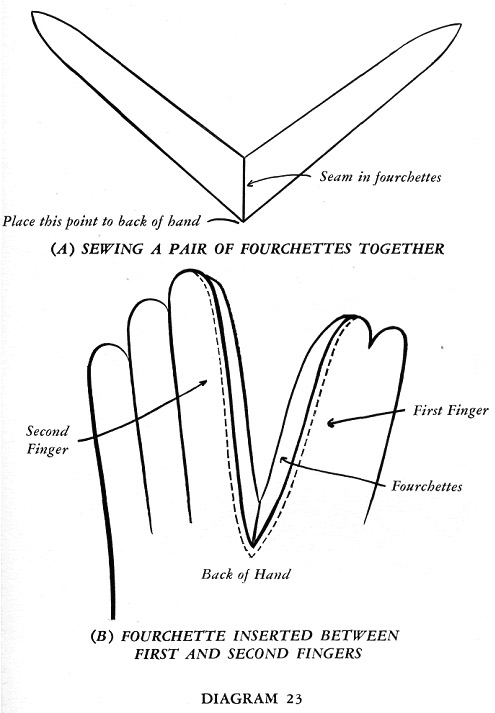 Seam in fourchettes
Place this point to back of hand
(A) SEWING A PAIR OF FOURCHETTES TOGETHER
Second
Finger
First Finger
Fourchettes
Back of Hand
(B) FOURCHETTE INSERTED BETWEEN
FIRST AND SECOND FINGERS
DIAGRAM 23